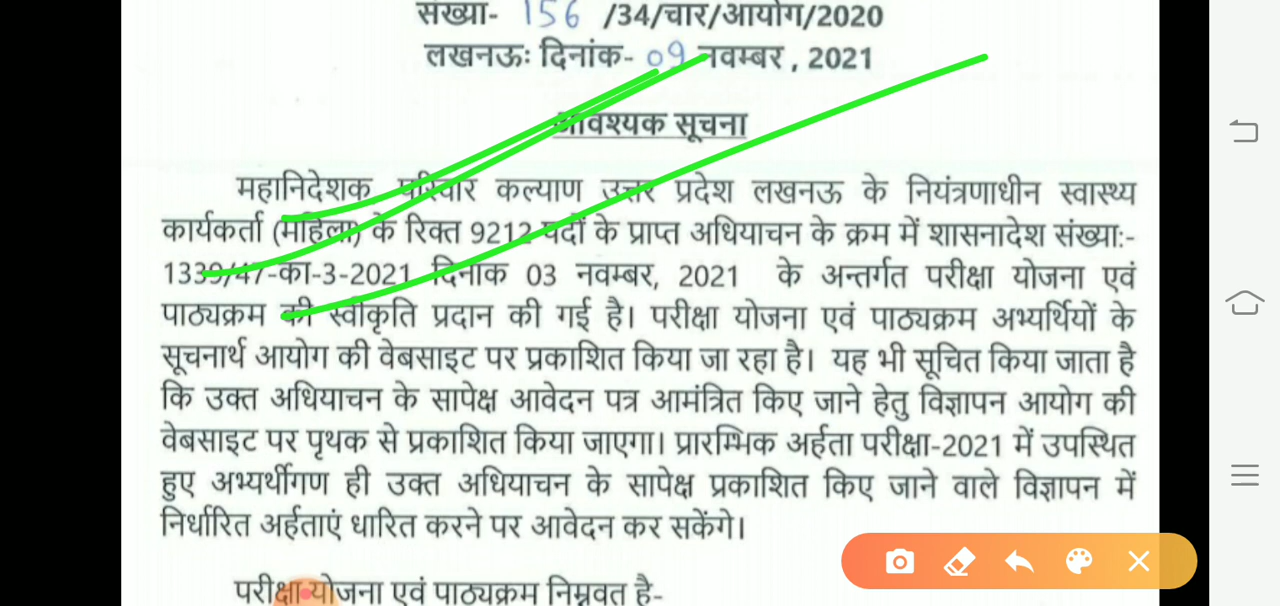 संख्या- 156 /34/चार/आयोग/2020
लखनऊः दिनांक- 09 नवम्बर, 2021
आवश्यक सूचना
महानिदेशक परिवार कल्याण उत्तर प्रदेश लखनऊ के नियंत्रणाधीन स्वास्थ्य
कार्यकर्ता (महिला) के रिक्त 9212 पदों के प्राप्त अधियाचन के क्रम में शासनादेश संख्याः-
1339/47-का-3-2021 दिनांक 03 नवम्बर, 2021 के अन्तर्गत परीक्षा योजना एवं
पाठ्यक्रम की स्वीकृति प्रदान की गई है। परीक्षा योजना एवं पाठ्यक्रम अभ्यर्थियों के
सूचनार्थ आयोग की वेबसाइट पर प्रकाशित किया जा रहा है। यह भी सूचित किया जाता है
कि उक्त अधियाचन के सापेक्ष आवेदन पत्र आमंत्रित किए जाने हेतु विज्ञापन आयोग की
वेबसाइट पर पृथक से प्रकाशित किया जाएगा। प्रारम्भिक अर्हता परीक्षा-2021 में उपस्थित
हुए अभ्यर्थीगण ही उक्त अधियाचन के सापेक्ष प्रकाशित किए जाने वाले विज्ञापन में
निर्धारित अर्हताएं धारित करने पर आवेदन कर सकेंगे।
परीक्षा योजना एवं पाठ्यक्रम निम्नवत है-